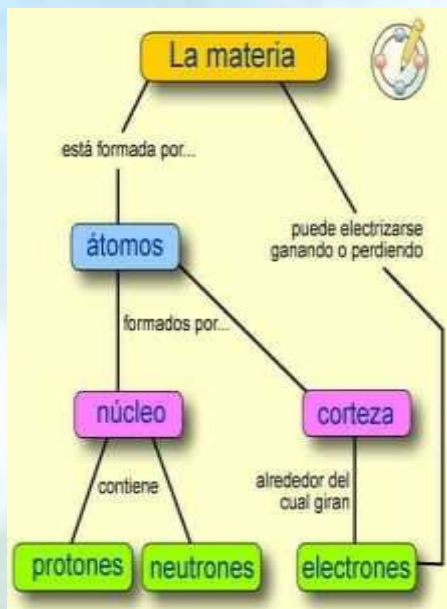 La materia
está formada por...
puede electrizarse
ganando o perdiendo
átomos
formados por...
núcleo
corteza
contiene
alrededor del
cual giran
protones
neutrones
electrones